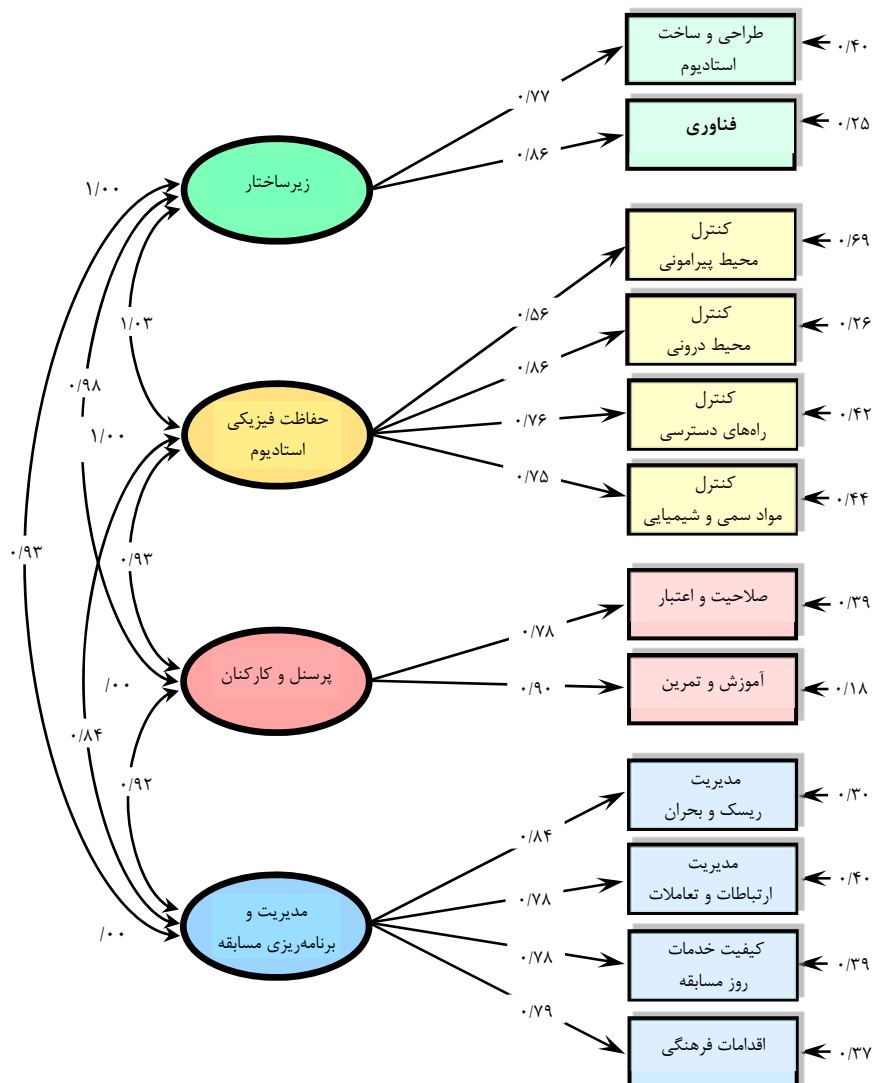 طراحی و ساخت
استادیوم
۰/۴۰
۰/۷۷
فناوری
۰/۲۵
۰/۸۶
زیرساختار
۱/۰۰
کنترل
محیط پیرامونی
۰/۶۹
۰/۵۶
کنترل
محیط درونی
۰/۲۶
۱/۰۳
۰/۸۶
۰/۹۸
کنترل
راه‌های دسترسی
۰/۴۲
۰/۷۶
حفاظت فیزیکی
استادیوم
۱/۰۰
۰/۷۵
کنترل
مواد سمی و شیمیایی
۰/۴۴
۰/۹۳
۰/۹۳
صلاحیت و اعتبار
۰/۳۹
۰/۷۸
پرسنل و کارکنان
/۰۰
آموزش و تمرین
۰/۱۸
۰/۹۰
۰/۸۴
۰/۹۲
مدیریت
ریسک و بحران
۰/۳۰
۰/۸۴
مدیریت
ارتباطات و تعاملات
۰/۴۰
۰/۷۸
مدیریت و
برنامه‌ریزی مسابقه
/۰۰
۰/۷۸
کیفیت خدمات
روز مسابقه
۰/۳۹
۰/۷۹
اقدامات فرهنگی
۰/۳۷